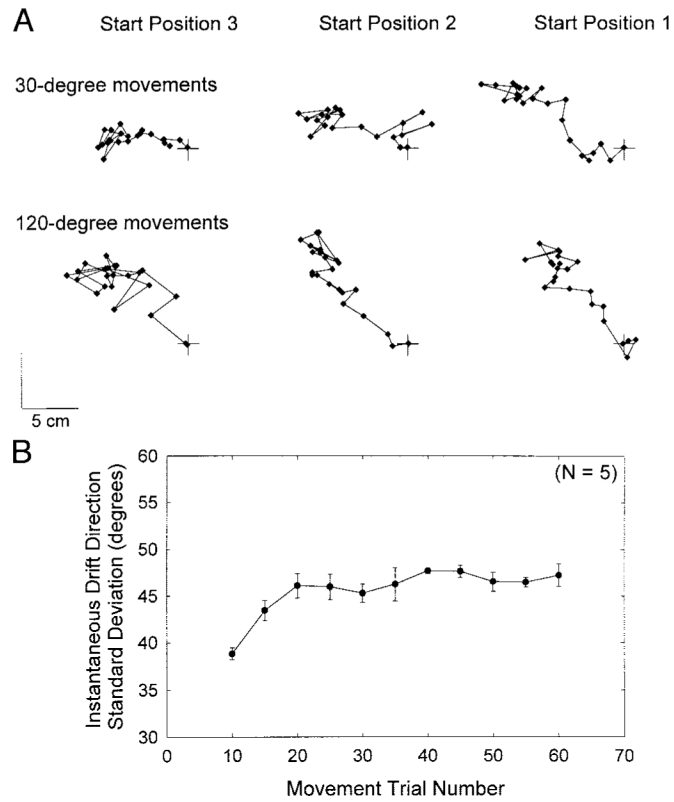 A
Start Position 3 Start Position 2 Start Position 1
30-degree movements
120-degree movements
5 cm
B
(N = 5)
Instantaneous Drift Direction
Standard Deviation (degrees)
60
55
50
45
40
35
30
0 10 20 30 40 50 60 70
Movement Trial Number